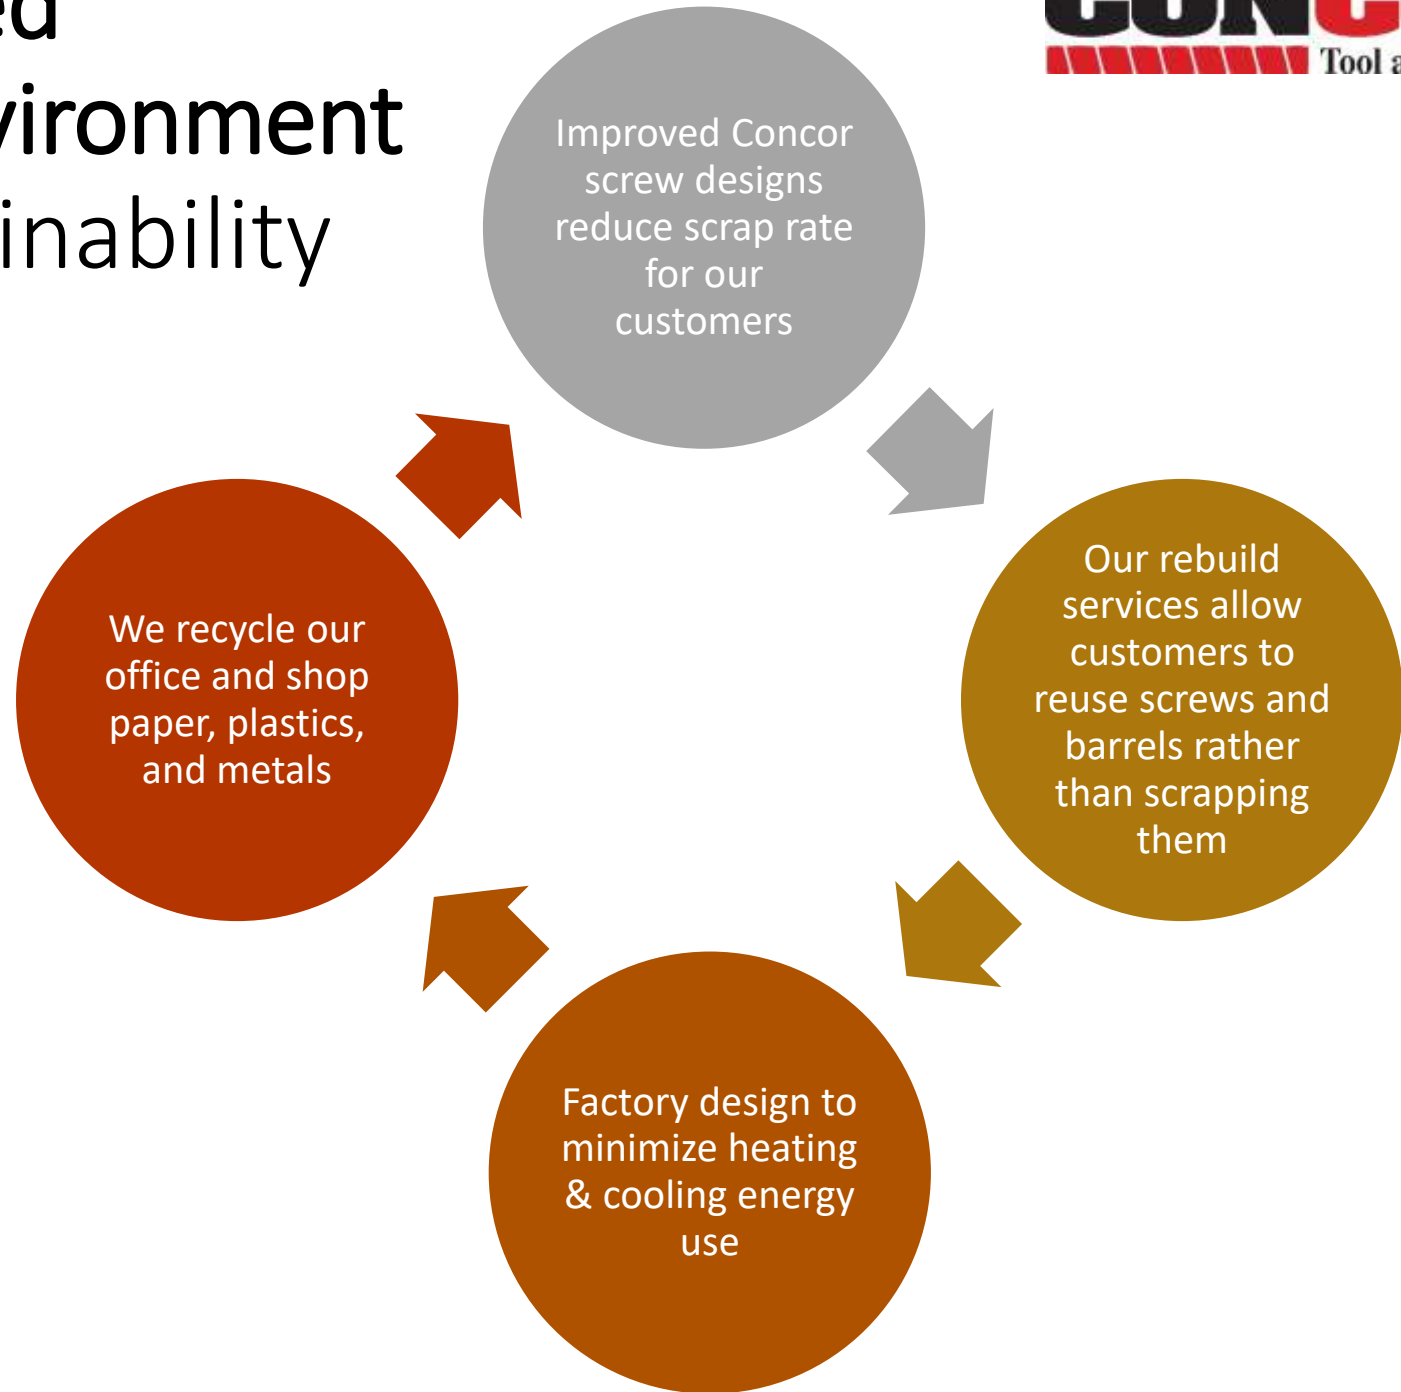 ed
vironment
inability
CONC
Tool a
Improved Concor
screw designs
reduce scrap rate
for our
customers
Our rebuild
services allow
customers to
reuse screws and
barrels rather
than scrapping
them
Factory design to
minimize heating
& cooling energy
use
We recycle our
office and shop
paper, plastics,
and metals